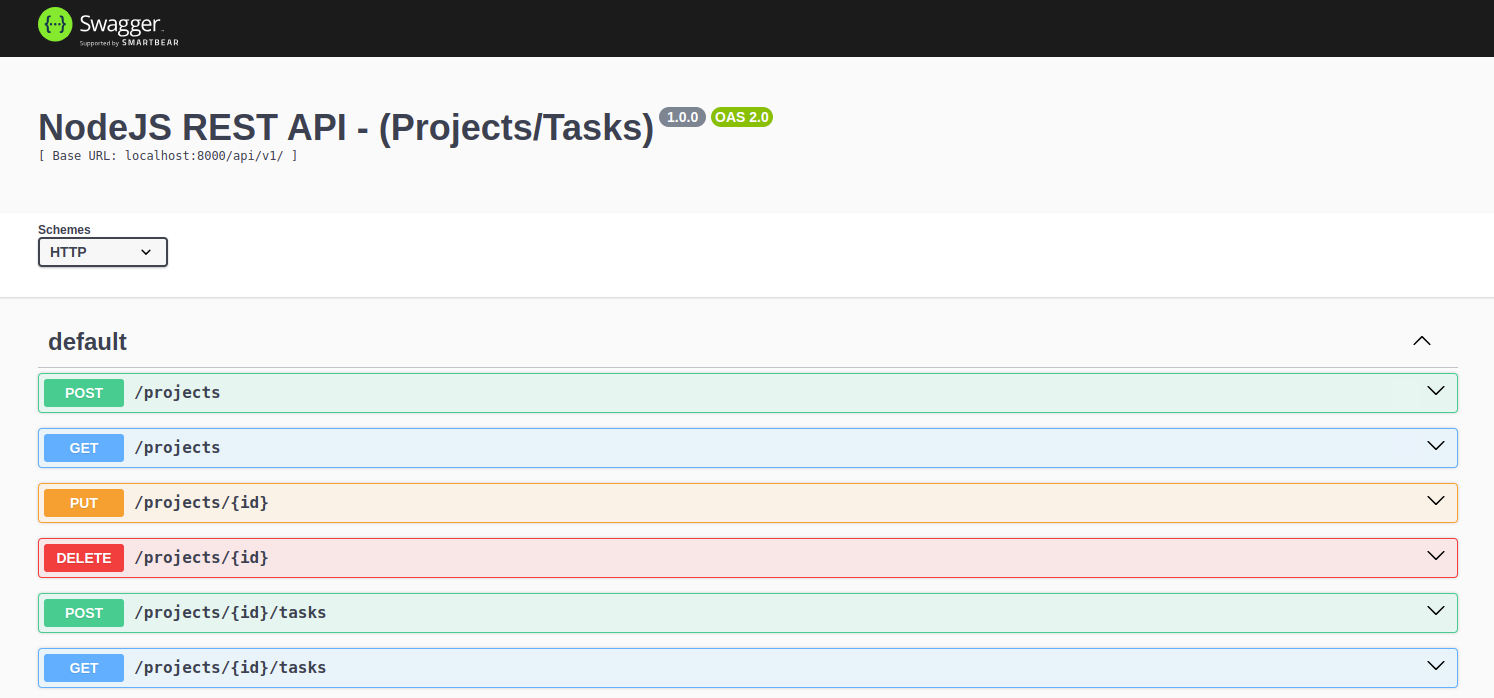 {···} Swagger
Supported by SMARTBEAR
NodeJS REST API - (Projects/Tasks) 1.0.0 OAS 2.0
[ Base URL: localhost:8000/api/v1/ ]
Schemes
HTTP
default
POST /projects
GET /projects
PUT /projects/{id}
DELETE /projects/{id}
POST /projects/{id}/tasks
GET /projects/{id}/tasks